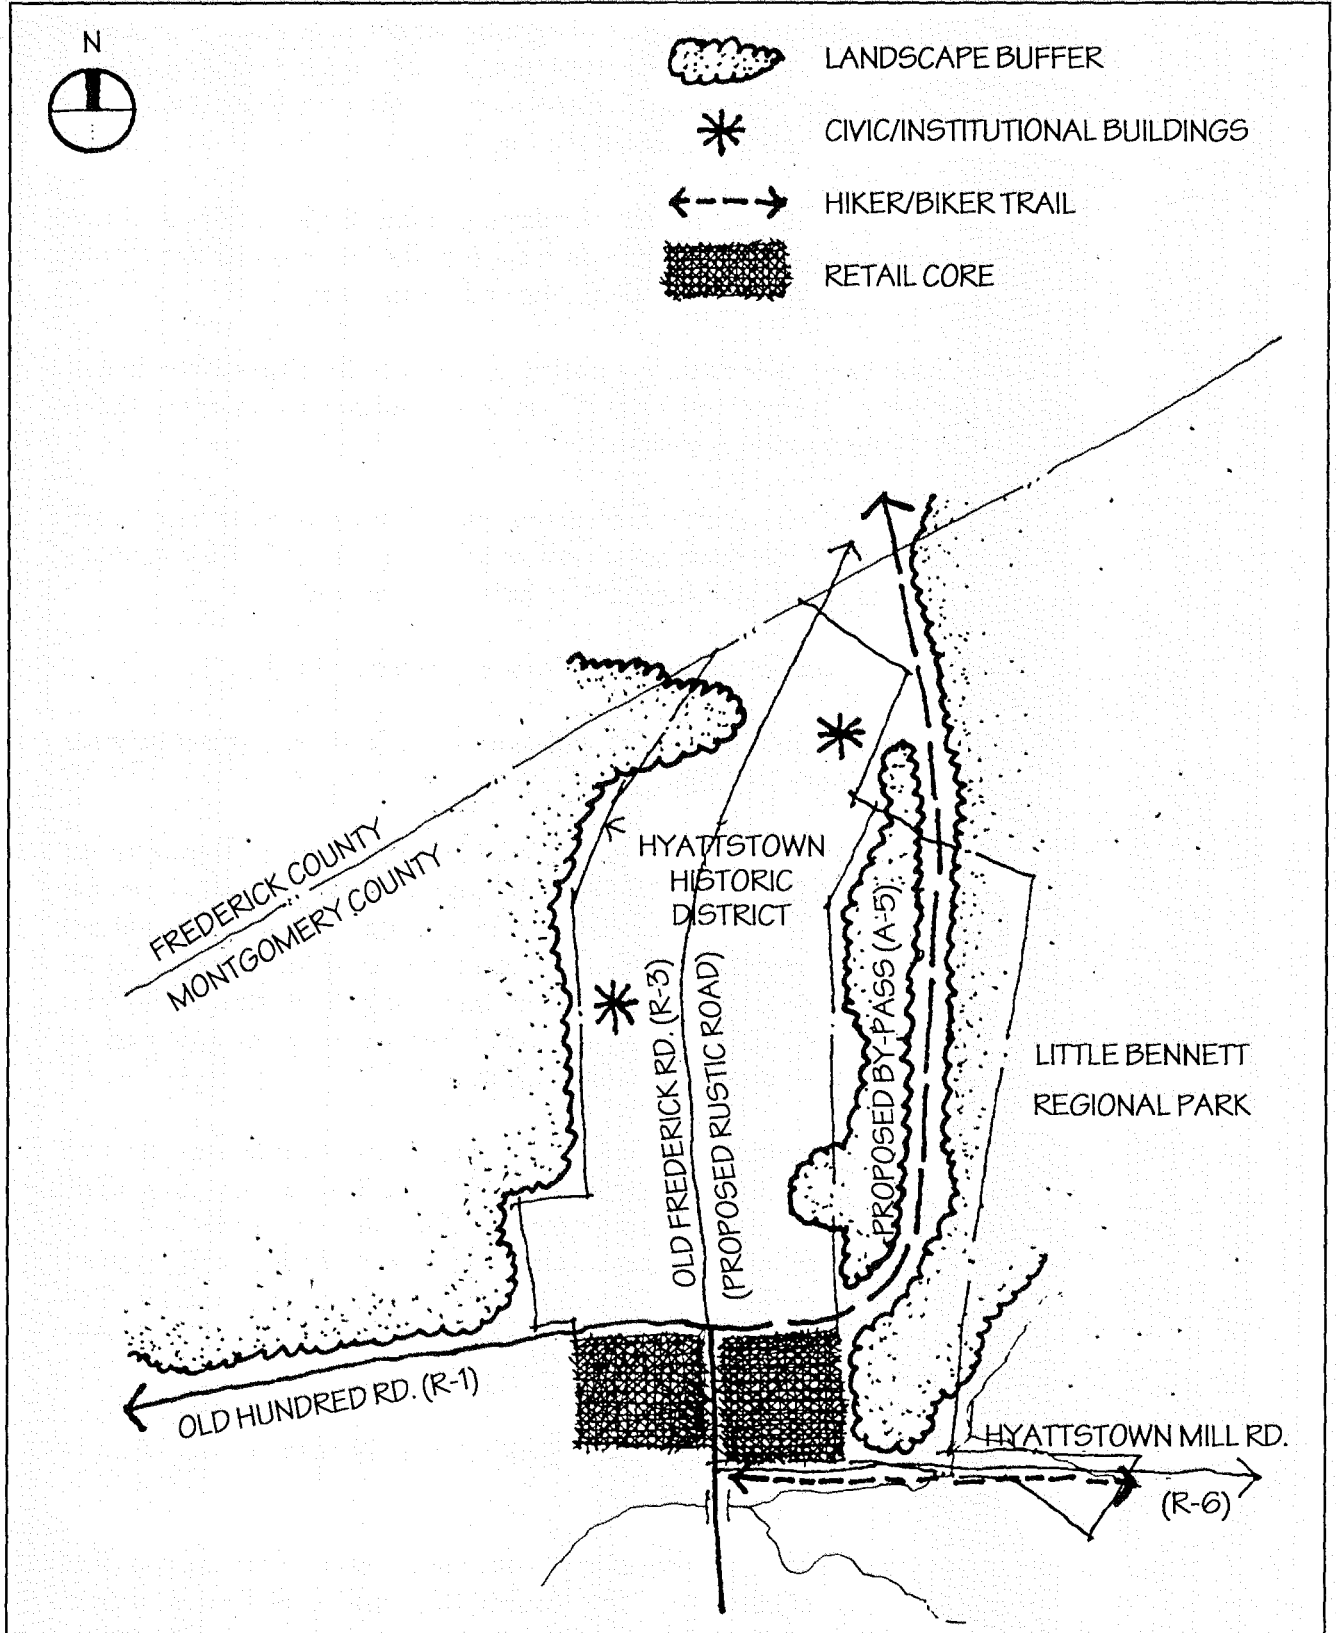 N
LANDSCAPE BUFFER
CIVIC/INSTITUTIONAL BUILDINGS
HIKER/BIKER TRAIL
RETAIL CORE
FREDERICK COUNTY
MONTGOMERY COUNTY
HYATTSTOWN
HISTORIC
DISTRICT
OLD FREDERICK RD. (R-3)
(PROPOSED RUSTIC ROAD)
PROPOSED BY-PASS (A-5)
LITTLE BENNETT
REGIONAL PARK
OLD HUNDRED RD. (R-1)
HYATTSTOWN MILL RD.
(R-6)